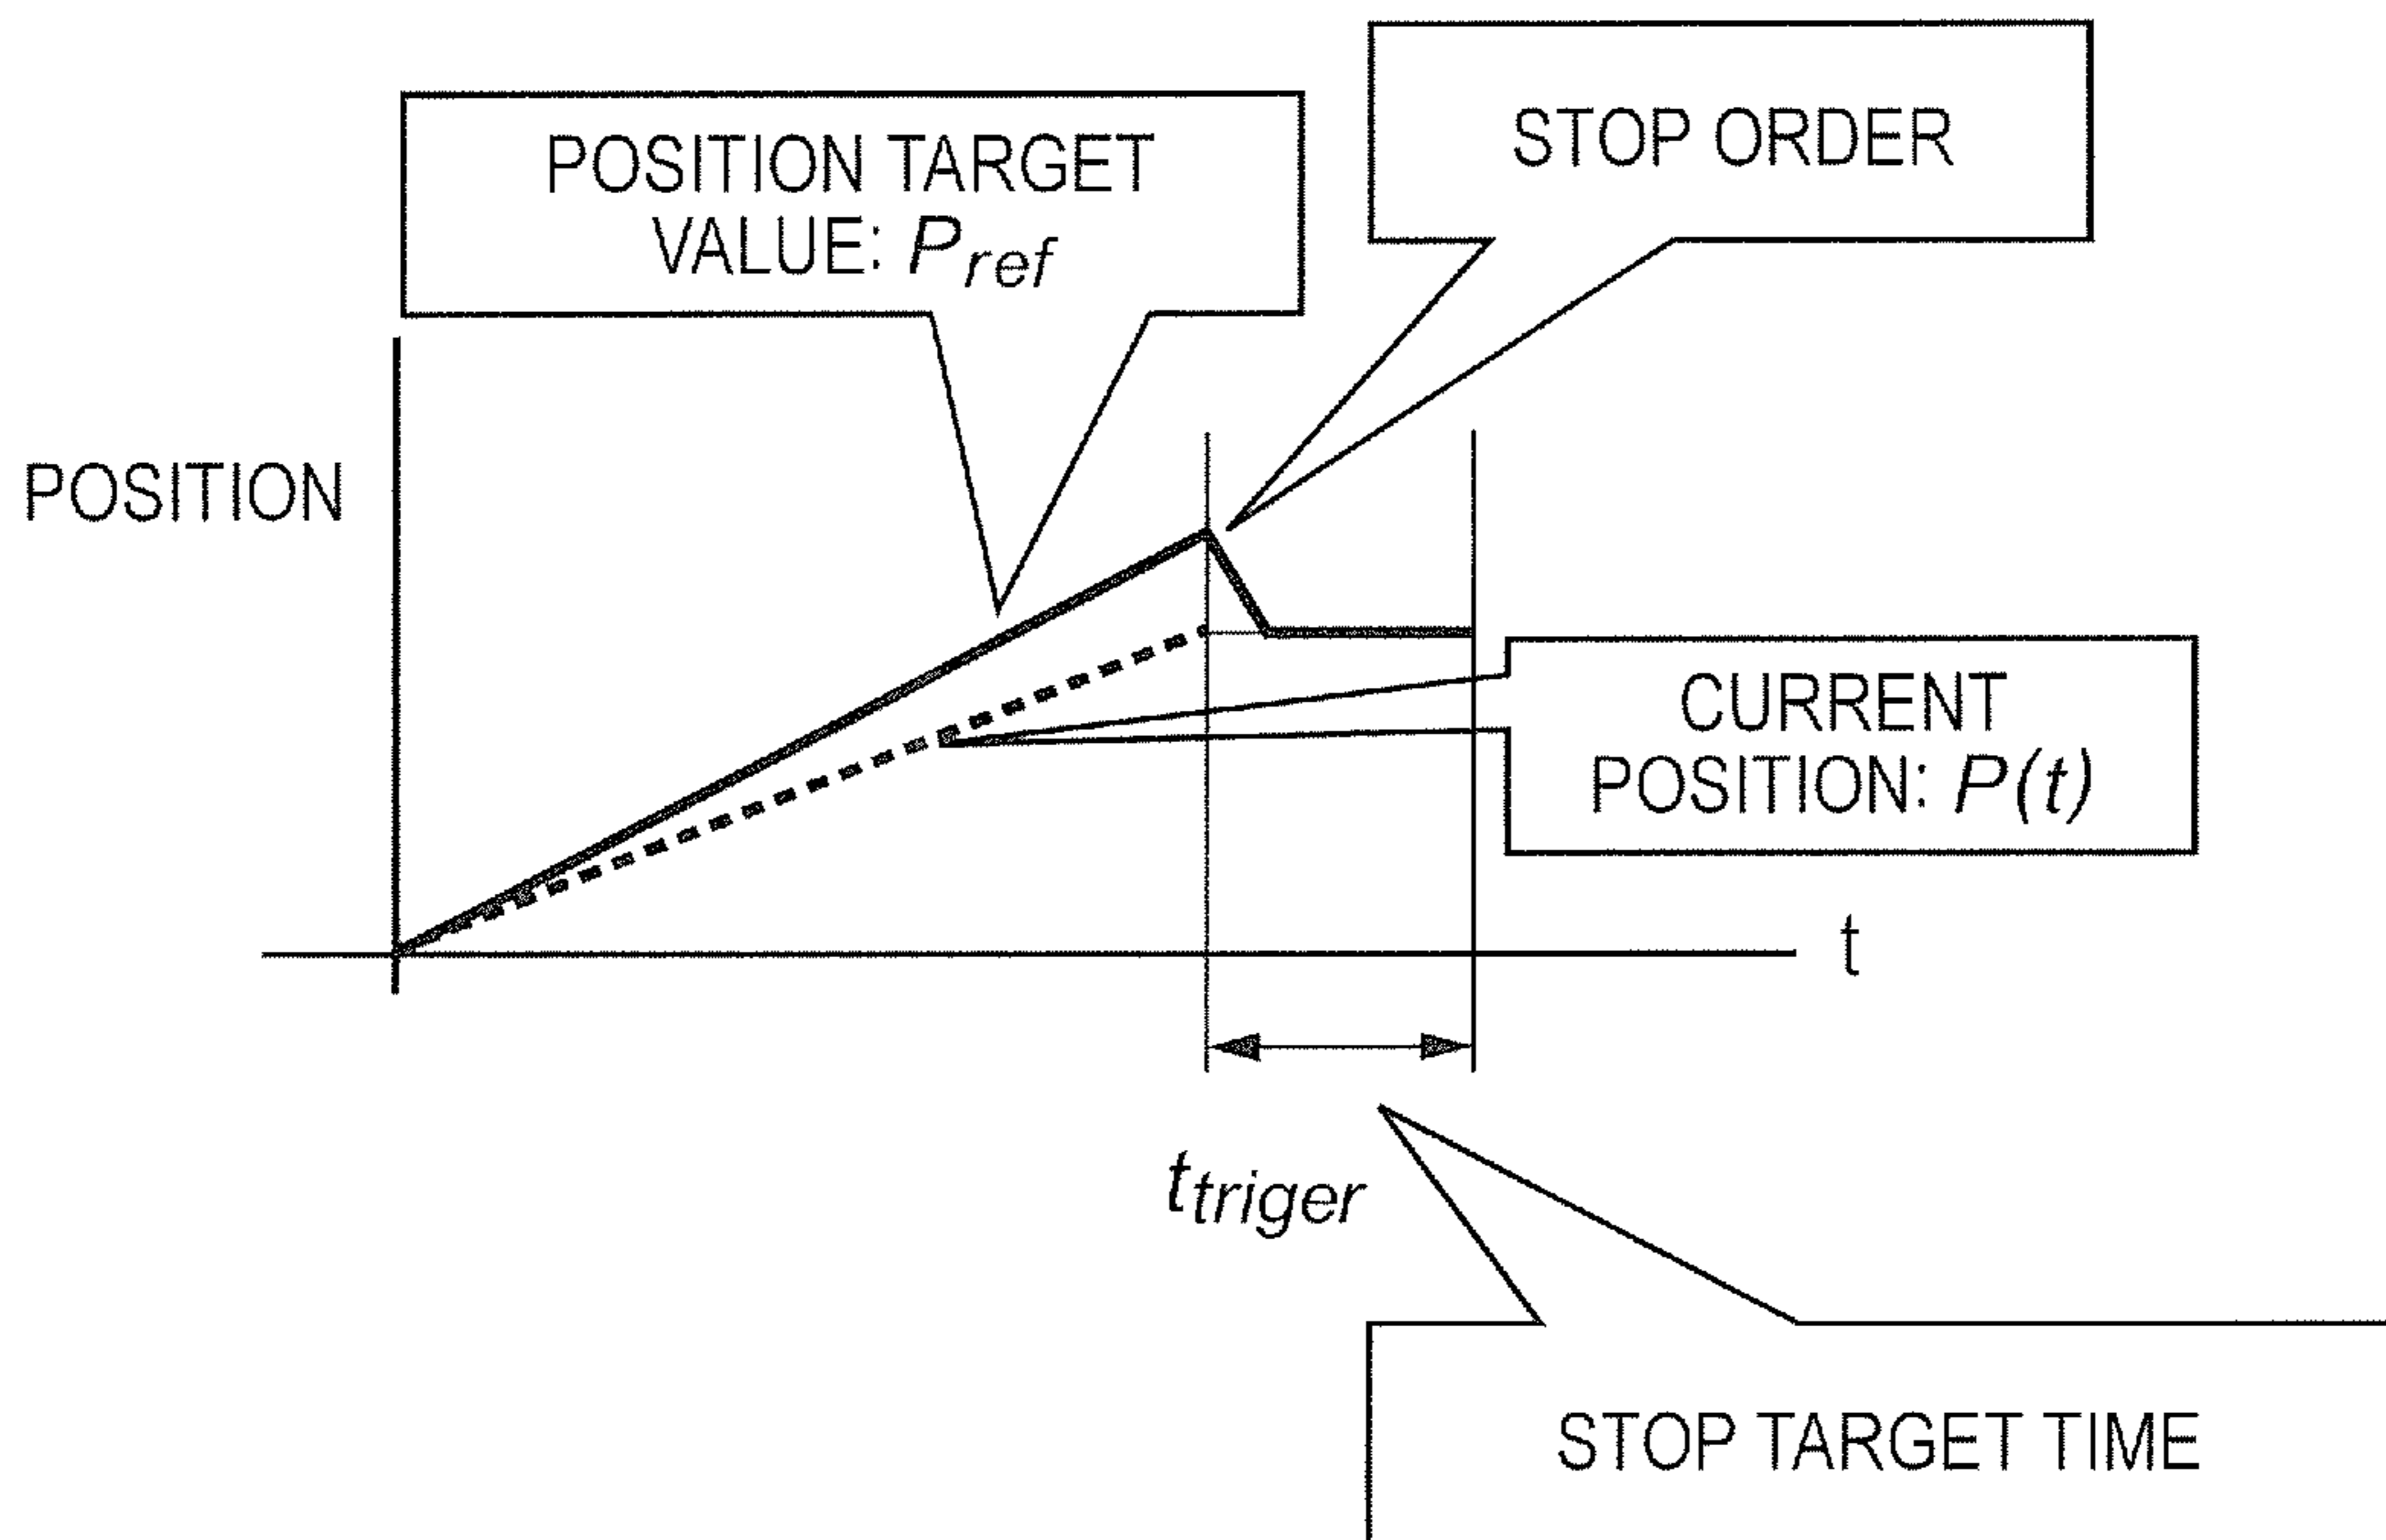 POSITION TARGET
VALUE: Pref
STOP ORDER
POSITION
CURRENT
POSITION: P(t)
t
ttriger
STOP TARGET TIME